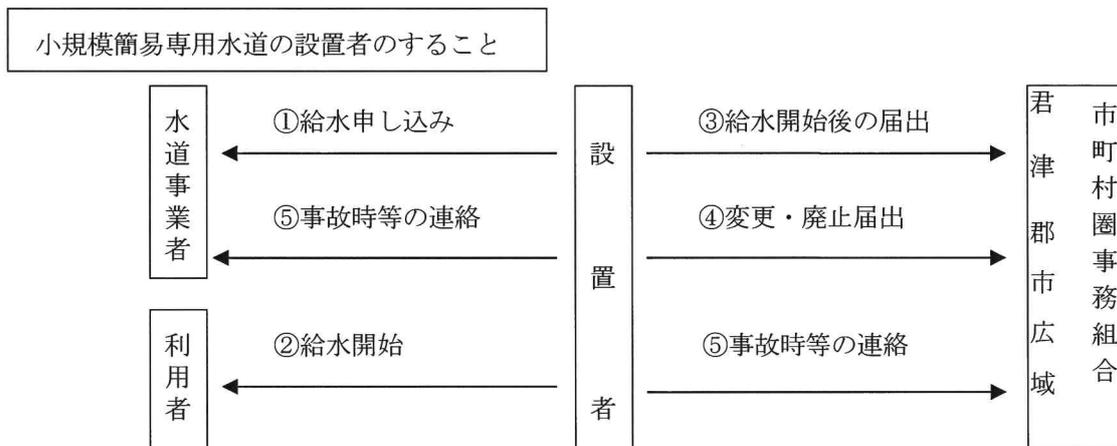 小規模簡易専用水道の設置者のすること
水道事業者
①給水申し込み
⑤事故時等の連絡
利用者
②給水開始
設置者
③給水開始後の届出
④変更・廃止届出
⑤事故時等の連絡
君津郡市広域
市町村圏事務組合